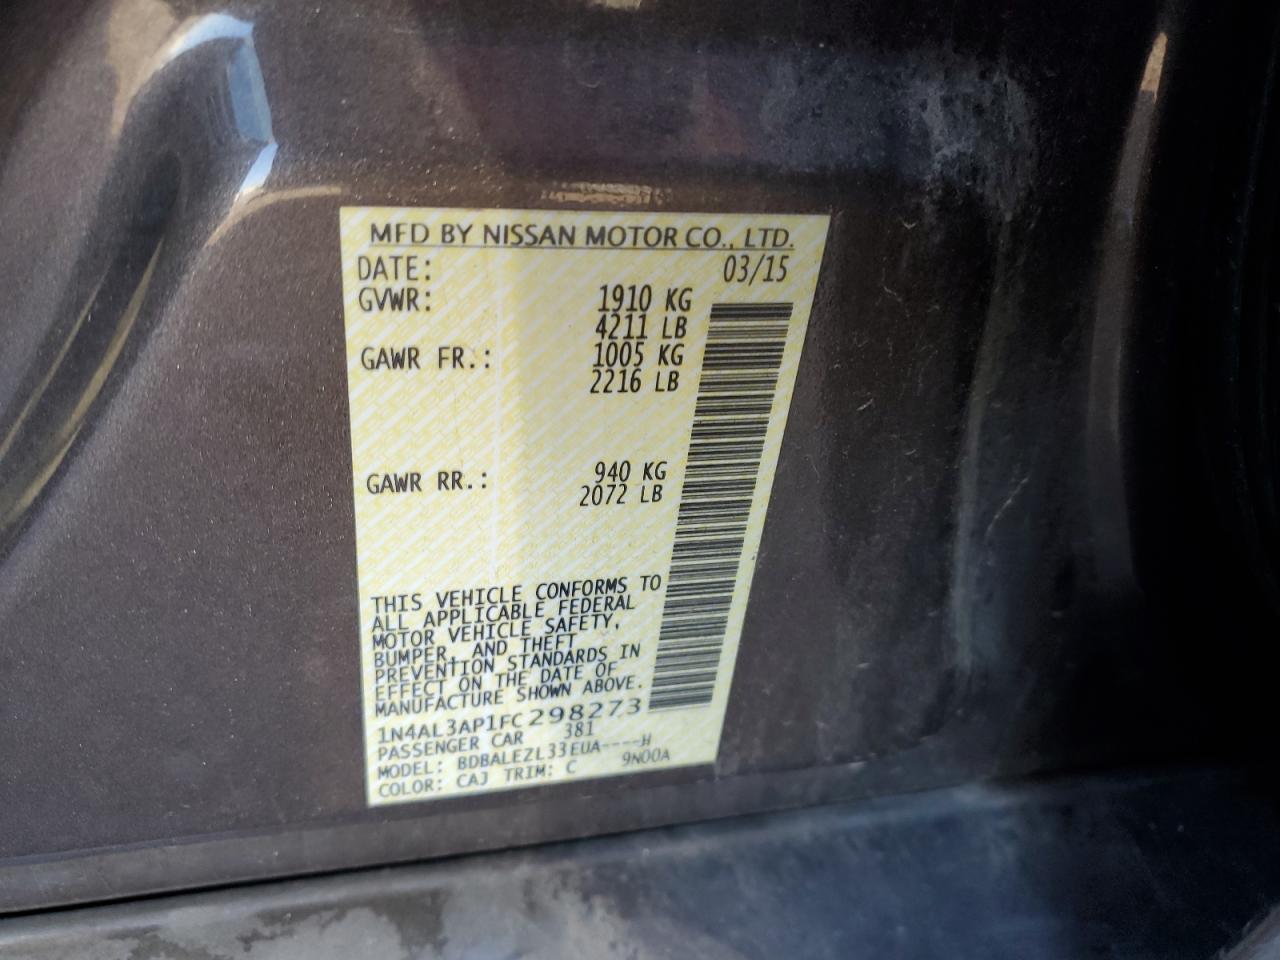 MFD BY NISSAN MOTOR CO., LTD.
DATE: 03/15
GVWR: 1910 KG
4211 LB
GAWR FR.: 1005 KG
2216 LB
GAWR RR.: 940 KG
2072 LB
THIS VEHICLE CONFORMS TO
ALL APPLICABLE FEDERAL
MOTOR VEHICLE SAFETY,
BUMPER, AND THEFT
PREVENTION STANDARDS IN
EFFECT ON THE DATE OF
MANUFACTURE SHOWN ABOVE.
1N4AL3AP1FC298273
PASSENGER CAR 381
MODEL: BDBALEZL33EUA----H
COLOR: CAJ TRIM: C 9N00A